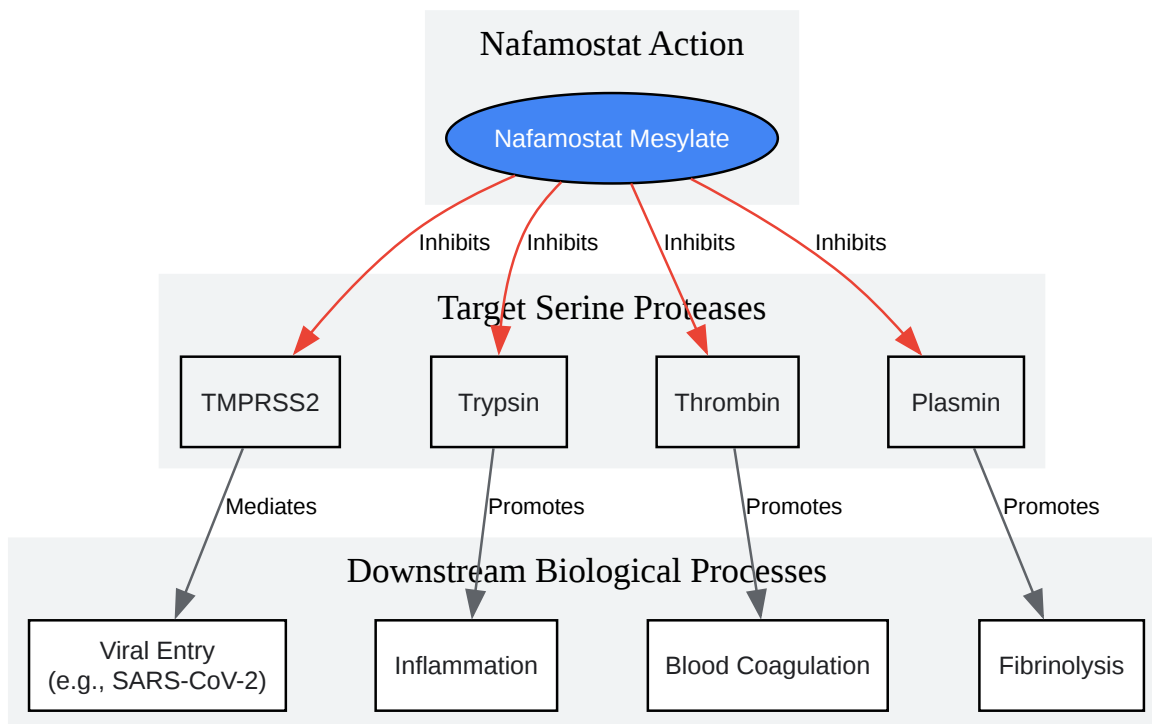 Nafamostat Action
Nafamostat Mesylate
Inhibits
Inhibits
Inhibits
Inhibits
Target Serine Proteases
TMPRSS2
Trypsin
Thrombin
Plasmin
Mediates
Promotes
Promotes
Promotes
Downstream Biological Processes
Viral Entry
(e.g., SARS-CoV-2)
Inflammation
Blood Coagulation
Fibrinolysis